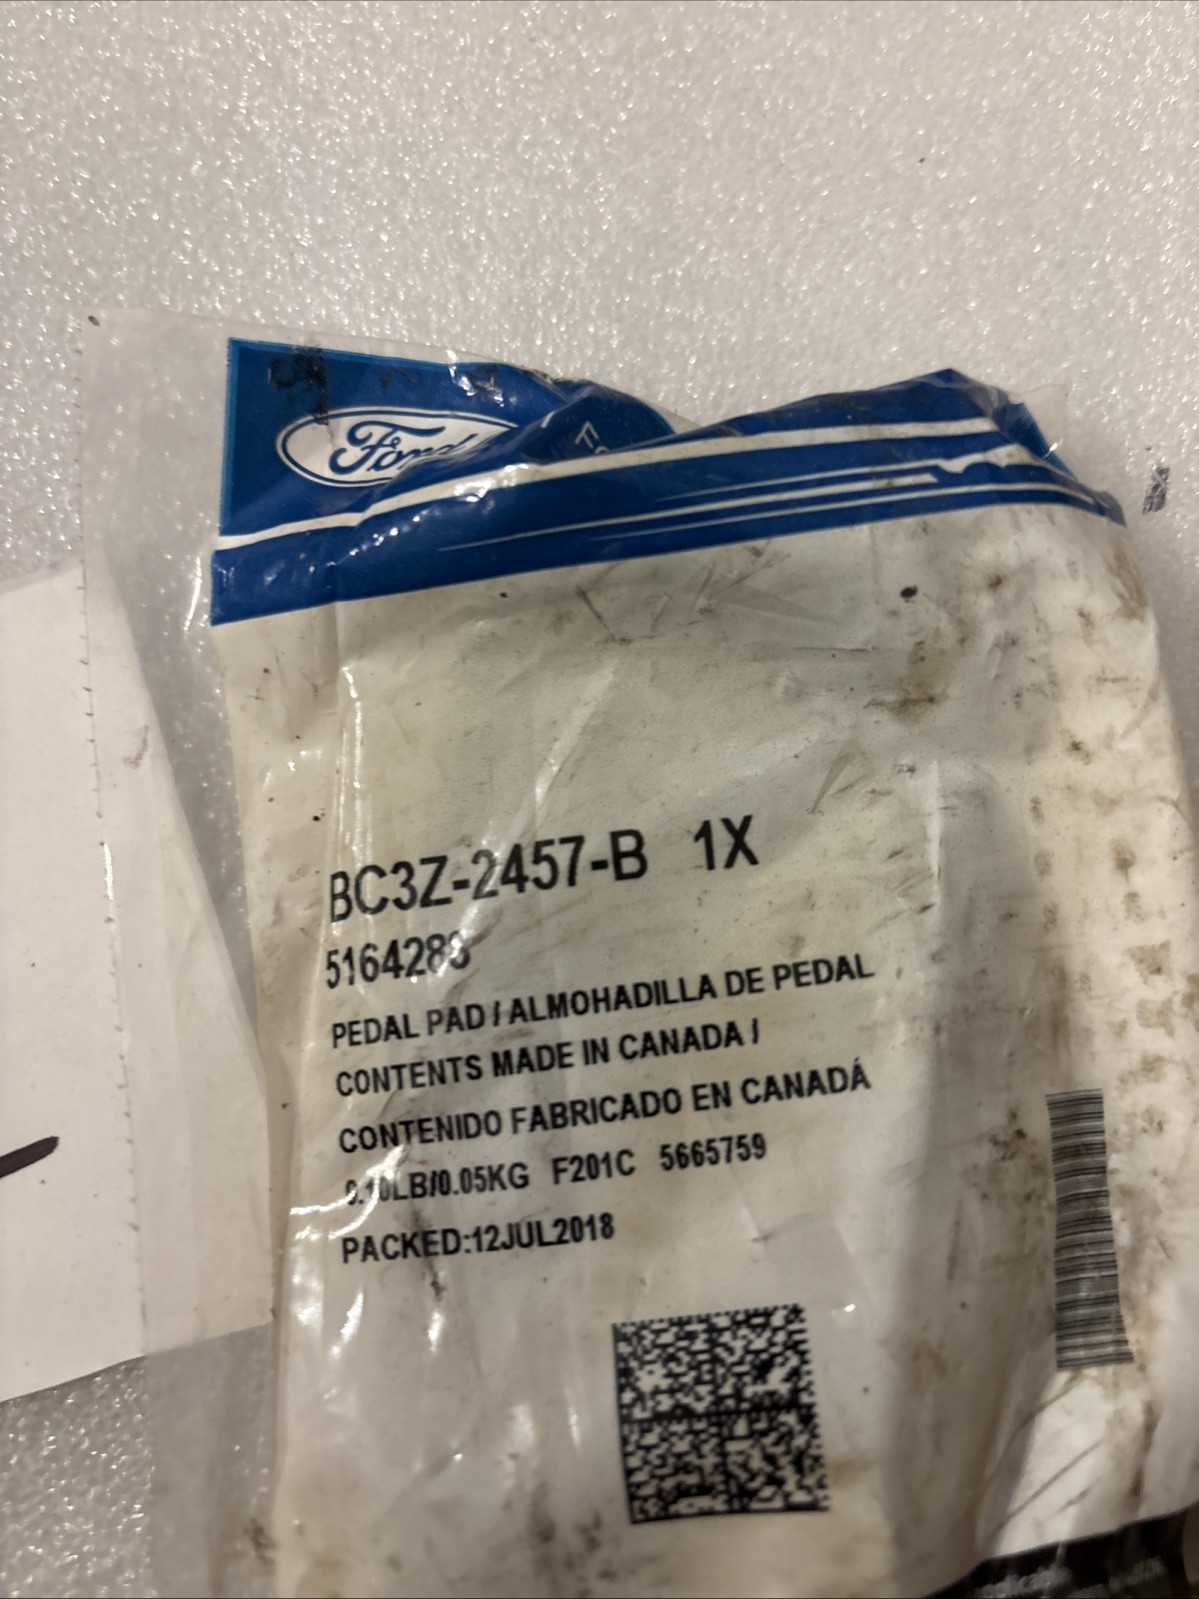 Ford
BC3Z-2457-B 1X
5164288
PEDAL PAD / ALMOHADILLA DE PEDAL
CONTENTS MADE IN CANADA /
CONTENIDO FABRICADO EN CANADÁ
0.10LB/0.05KG F201C 5665759
PACKED:12JUL2018